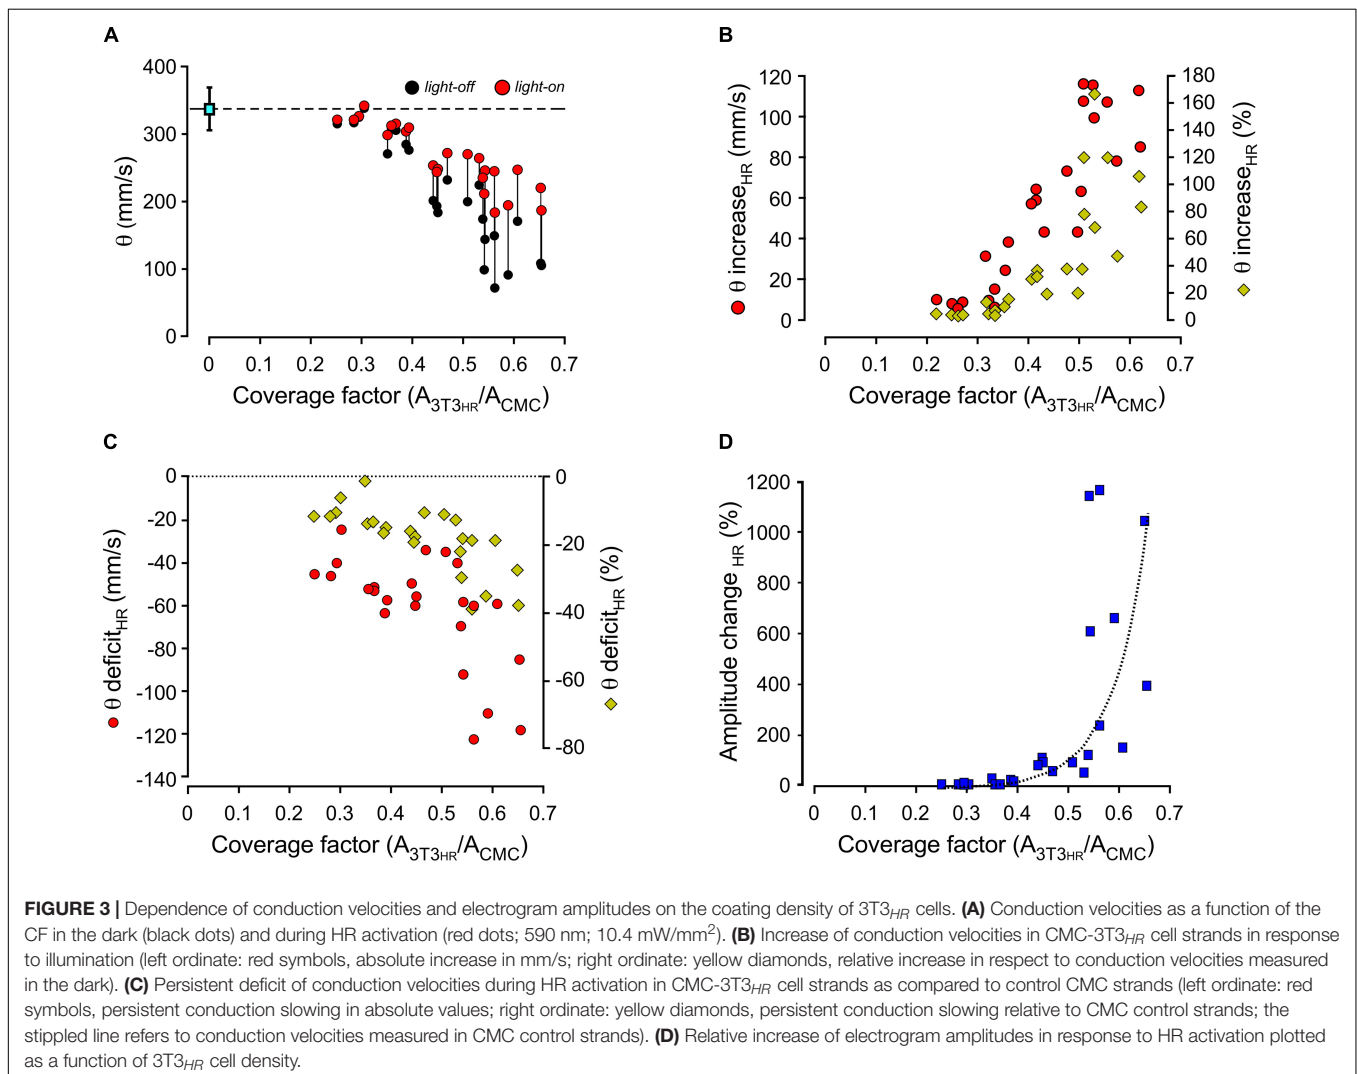 A
400
300
200
100
0
θ (mm/s)
light-off
light-on
0 0.1 0.2 0.3 0.4 0.5 0.6 0.7
Coverage factor (A3T3HR/ACMC)
B
120
100
80
60
40
20
0
θ increaseHR (mm/s)
180
160
140
120
100
80
60
40
20
0
θ increaseHR (%)
0 0.1 0.2 0.3 0.4 0.5 0.6 0.7
Coverage factor (A3T3HR/ACMC)
C
0
-20
-40
-60
-80
-100
-120
-140
θ deficitHR (mm/s)
0
-20
-40
-60
-80
θ deficitHR (%)
0 0.1 0.2 0.3 0.4 0.5 0.6 0.7
Coverage factor (A3T3HR/ACMC)
D
1200
1000
800
600
400
200
0
Amplitude change HR (%)
0 0.1 0.2 0.3 0.4 0.5 0.6 0.7
Coverage factor (A3T3HR/ACMC)
FIGURE 3 | Dependence of conduction velocities and electrogram amplitudes on the coating density of 3T3HR cells. (A) Conduction velocities as a function of the
CF in the dark (black dots) and during HR activation (red dots; 590 nm; 10.4 mW/mm2). (B) Increase of conduction velocities in CMC-3T3HR cell strands in response
to illumination (left ordinate: red symbols, absolute increase in mm/s; right ordinate: yellow diamonds, relative increase in respect to conduction velocities measured
in the dark). (C) Persistent deficit of conduction velocities during HR activation in CMC-3T3HR cell strands as compared to control CMC strands (left ordinate: red
symbols, persistent conduction slowing in absolute values; right ordinate: yellow diamonds, persistent conduction slowing relative to CMC control strands; the
stippled line refers to conduction velocities measured in CMC control strands). (D) Relative increase of electrogram amplitudes in response to HR activation plotted
as a function of 3T3HR cell density.